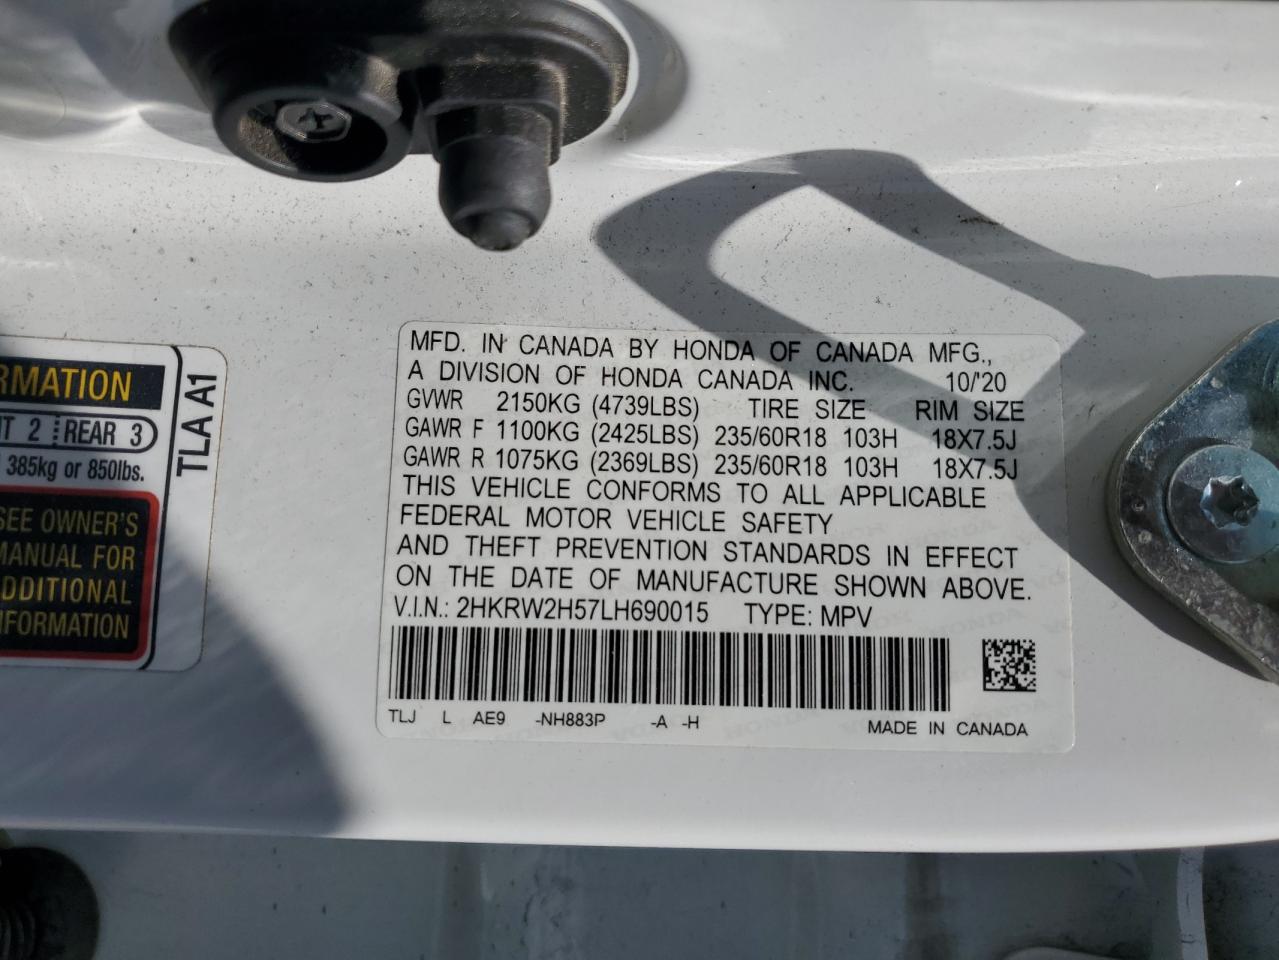 RMATION
T 2 REAR 3
385kg or 850lbs.
SEE OWNER'S
MANUAL FOR
DDITIONAL
NFORMATION
TLA A1
MFD. IN CANADA BY HONDA OF CANADA MFG.,
A DIVISION OF HONDA CANADA INC. 10/'20
GVWR 2150KG (4739LBS) TIRE SIZE RIM SIZE
GAWR F 1100KG (2425LBS) 235/60R18 103H 18X7.5J
GAWR R 1075KG (2369LBS) 235/60R18 103H 18X7.5J
THIS VEHICLE CONFORMS TO ALL APPLICABLE
FEDERAL MOTOR VEHICLE SAFETY
AND THEFT PREVENTION STANDARDS IN EFFECT
ON THE DATE OF MANUFACTURE SHOWN ABOVE.
V.I.N.: 2HKRW2H57LH690015 TYPE: MPV
TLJ L AE9 -NH883P -A -H MADE IN CANADA